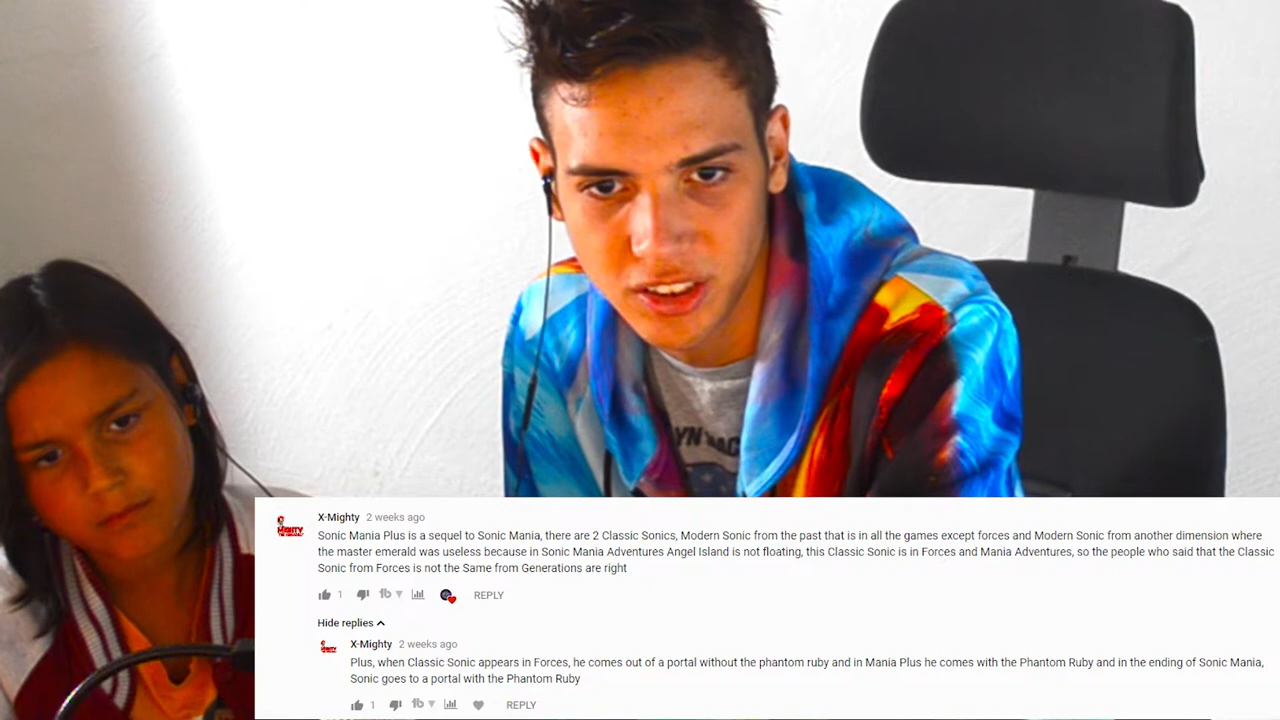 YN
X-Mighty 2 weeks ago
MIGHTY
Sonic Mania Plus is a sequel to Sonic Mania, there are 2 Classic Sonics, Modern Sonic from the past that is in all the games except forces and Modern Sonic from another dimension where
the master emerald was useless because in Sonic Mania Adventures Angel Island is not floating, this Classic Sonic is in Forces and Mania Adventures, so the people who said that the Classic
Sonic from Forces is not the Same from Generations are right
1 REPLY
Hide replies
X-Mighty 2 weeks ago
Plus, when Classic Sonic appears in Forces, he comes out of a portal without the phantom ruby and in Mania Plus he comes with the Phantom Ruby and in the ending of Sonic Mania,
Sonic goes to a portal with the Phantom Ruby
1 REPLY